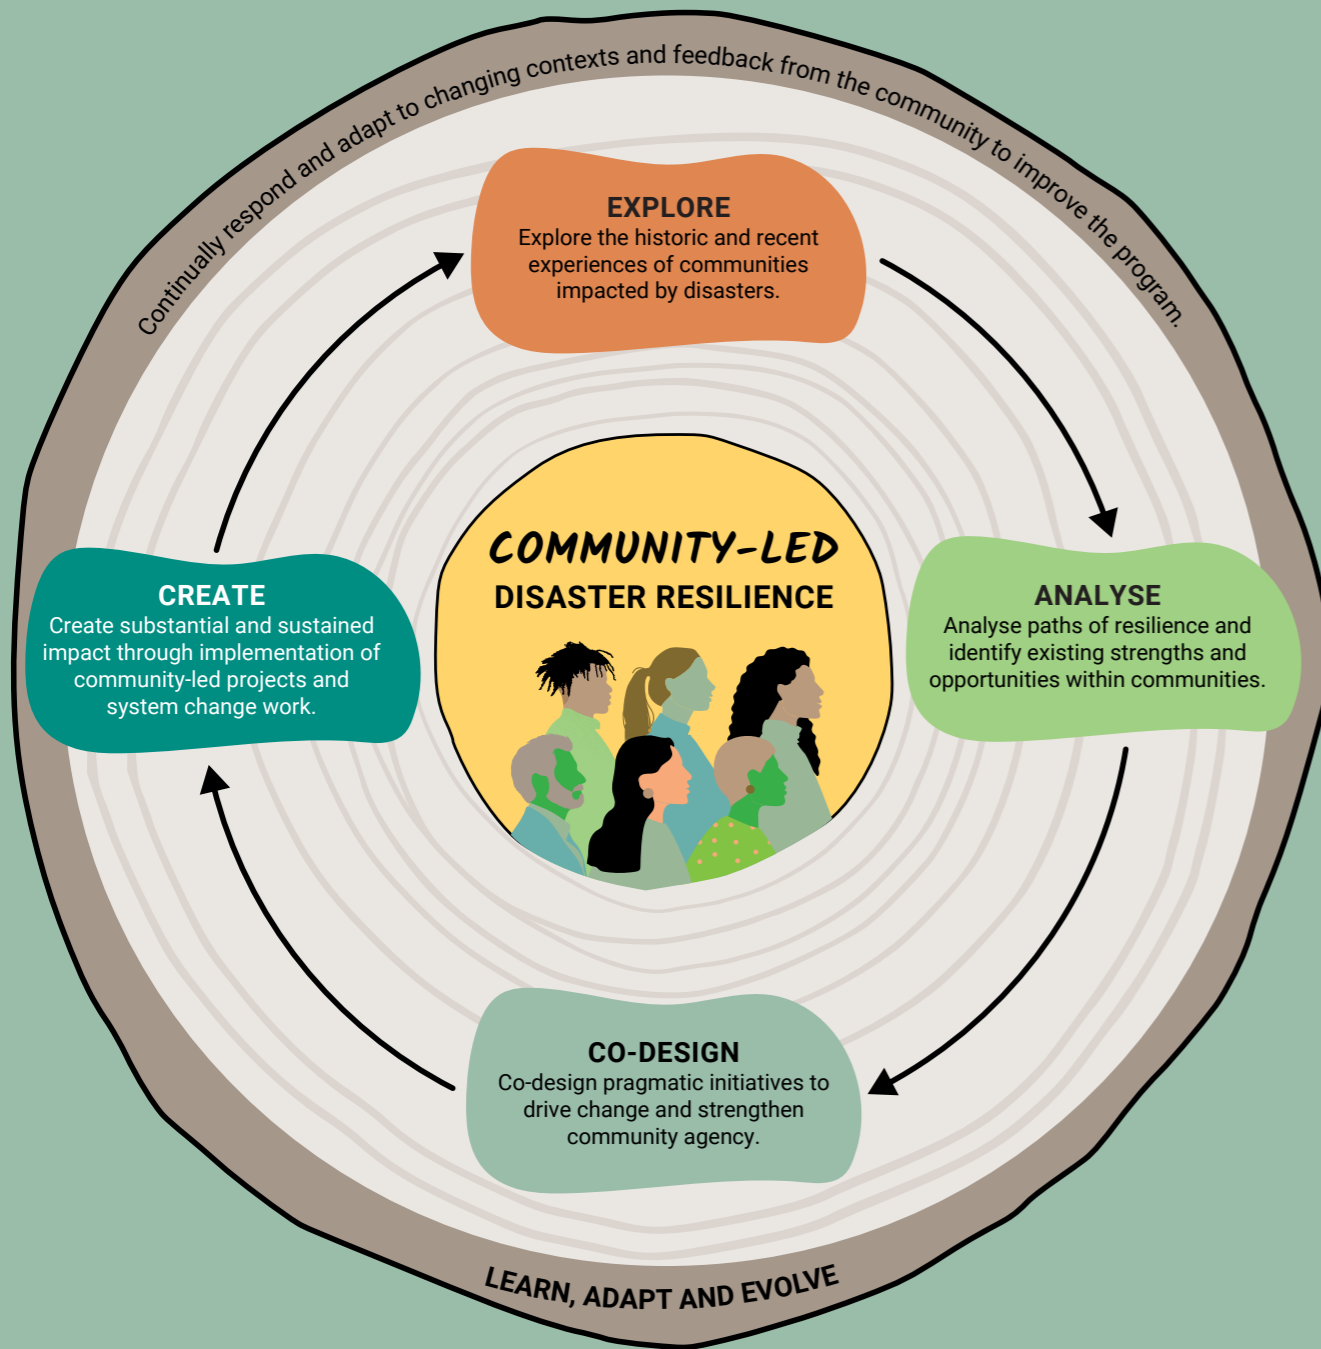 Continually respond and adapt to changing contexts and feedback from the community to improve the program.
EXPLORE
Explore the historic and recent
experiences of communities
impacted by disasters.
COMMUNITY-LED
DISASTER RESILIENCE
CREATE
Create substantial and sustained
impact through implementation of
community-led projects and
system change work.
ANALYSE
Analyse paths of resilience and
identify existing strengths and
opportunities within communities.
CO-DESIGN
Co-design pragmatic initiatives to
drive change and strengthen
community agency.
LEARN, ADAPT AND EVOLVE